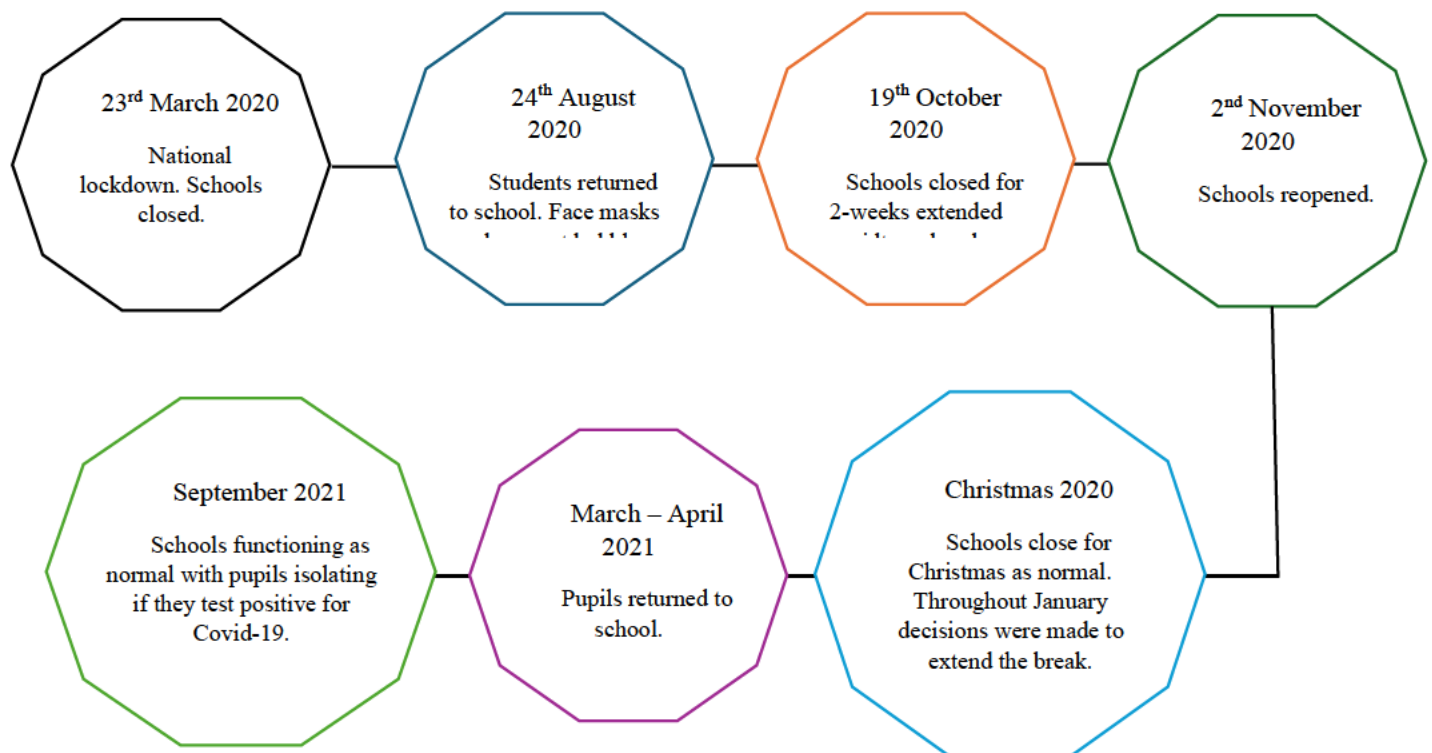 23rd March 2020
National
lockdown. Schools
closed.
24th August
2020
Students returned
to school. Face masks
19th October
2020
Schools closed for
2-weeks extended
2nd November
2020
Schools reopened.
Christmas 2020
Schools close for
Christmas as normal.
Throughout January
decisions were made to
extend the break.
March – April
2021
Pupils returned to
school.
September 2021
Schools functioning as
normal with pupils isolating
if they test positive for
Covid-19.